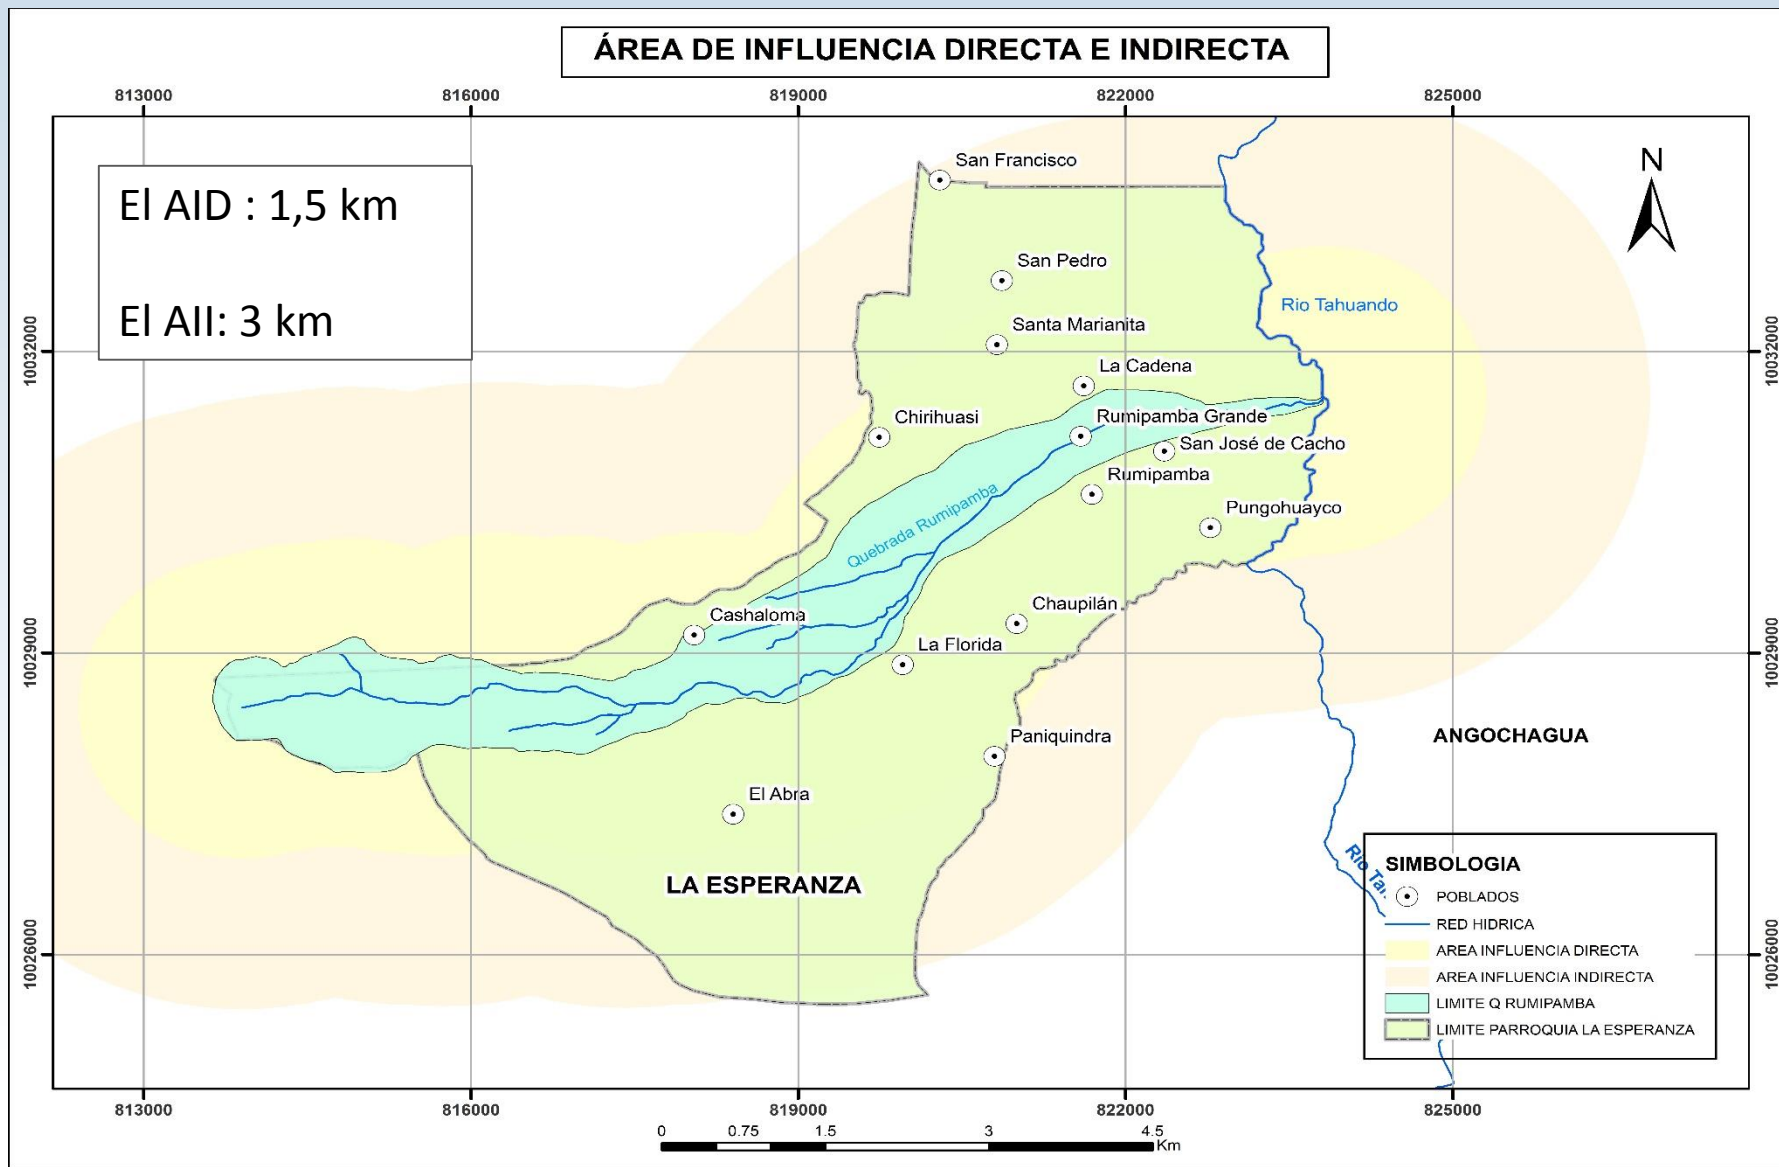 ÁREA DE INFLUENCIA DIRECTA E INDIRECTA
813000
816000
819000
822000
825000
El AID : 1,5 km
El AII: 3 km
N
San Francisco
San Pedro
Rio Tahuando
Santa Marianita
10032000
10032000
La Cadena
Chirihuasi
Rumipamba Grande
San José de Cacho
Rumipamba
Quebrada Rumipamba
Pungohuayco
Chaupilán
Cashaloma
La Florida
10029000
10029000
Paniquindra
ANGOCHAGUA
El Abra
LA ESPERANZA
10026000
10026000
SIMBOLOGIA
POBLADOS
RED HIDRICA
AREA INFLUENCIA DIRECTA
AREA INFLUENCIA INDIRECTA
LIMITE Q RUMIPAMBA
LIMITE PARROQUIA LA ESPERANZA
813000
816000
819000
822000
825000
0
0.75
1.5
3
4.5
Km